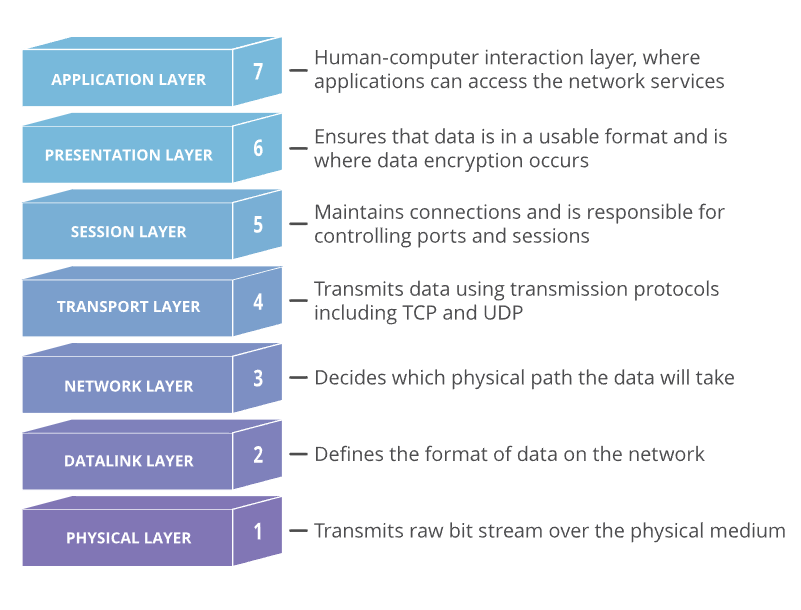 APPLICATION LAYER
7
Human-computer interaction layer, where
applications can access the network services
PRESENTATION LAYER
6
Ensures that data is in a usable format and is
where data encryption occurs
SESSION LAYER
5
Maintains connections and is responsible for
controlling ports and sessions
TRANSPORT LAYER
4
Transmits data using transmission protocols
including TCP and UDP
NETWORK LAYER
3
Decides which physical path the data will take
DATALINK LAYER
2
Defines the format of data on the network
PHYSICAL LAYER
1
Transmits raw bit stream over the physical medium